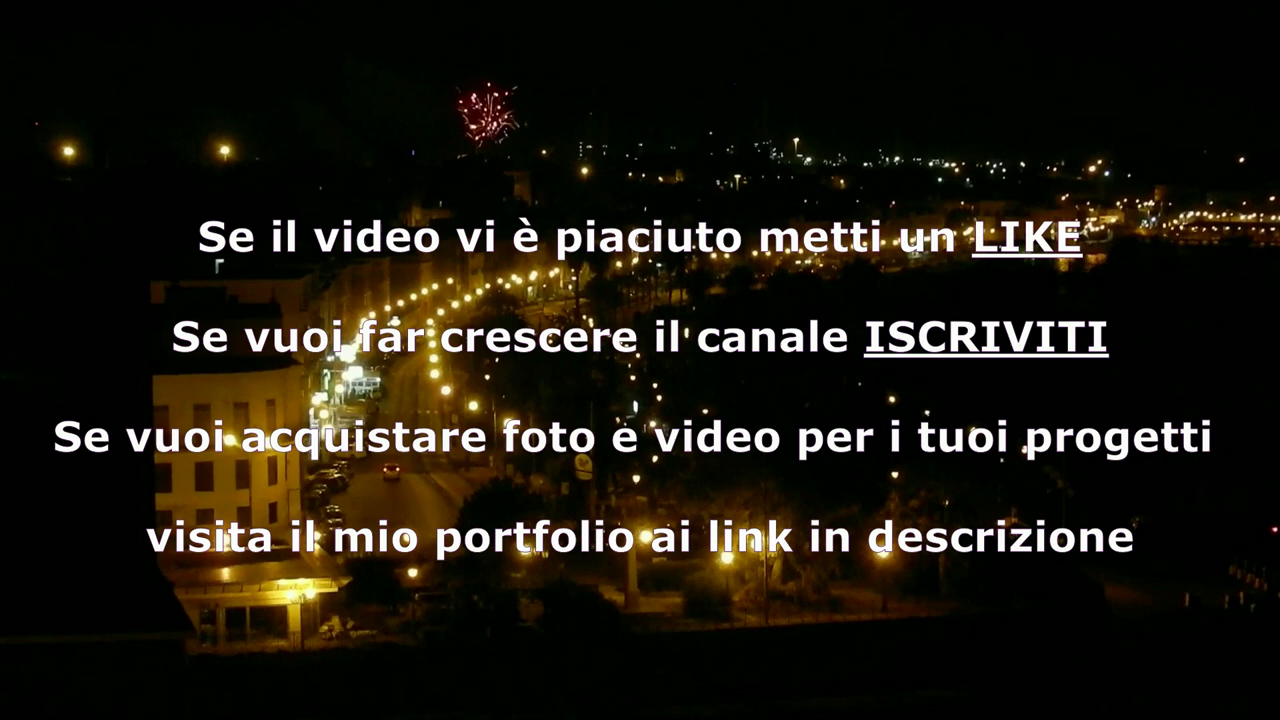 Se il video vi è piaciuto metti un LIKE
Se vuoi far crescere il canale ISCRIVITI
Se vuoi acquistare foto e video per i tuoi progetti
visita il mio portfolio ai link in descrizione